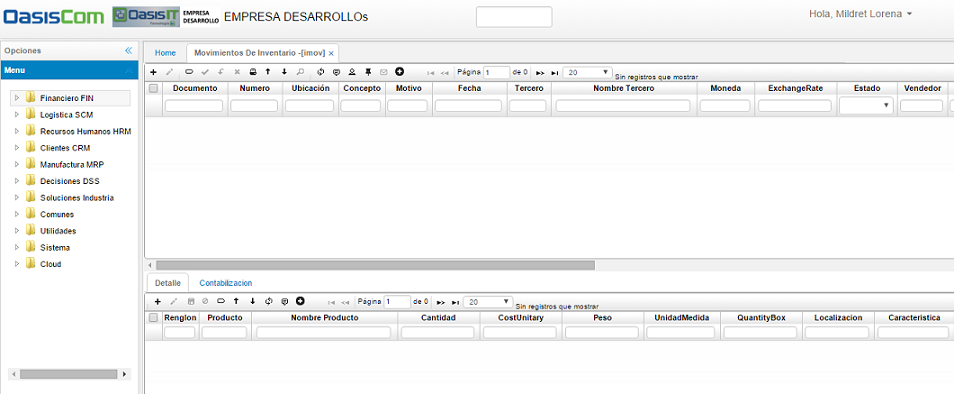 OasisCom OasisIT EMPRESA DESARROLLO EMPRESA DESARROLLOs Hola, Mildret Lorena
Opciones Home Movimientos De Inventario -[imov] x
Menu
Página 1 de 0 20 Sin registros que mostrar
Documento Numero Ubicación Concepto Motivo Fecha Tercero Nombre Tercero Moneda ExchangeRate Estado Vendedor
Financiero FIN
Logistica SCM
Recursos Humanos HRM
Clientes CRM
Manufactura MRP
Decisiones DSS
Soluciones Industria
Comunes
Utilidades
Sistema
Cloud
Detalle Contabilizacion
Página 1 de 0 20 Sin registros que mostrar
Renglon Producto Nombre Producto Cantidad CostUnitary Peso UnidadMedida QuantityBox Localizacion Caracteristica